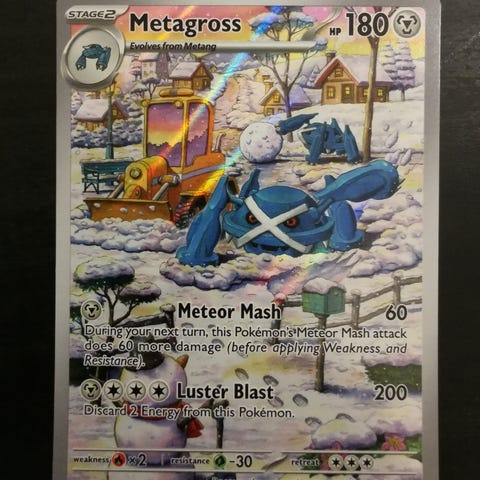 STAGE2
Metagross
HP 180
Evolves from Metang
Meteor Mash 60
During your next turn, this Pokémon's Meteor Mash attack
does 60 more damage (before applying Weakness and
Resistance).
Luster Blast 200
Discard 2 Energy from this Pokémon.
weakness ×2 resistance -30 retreat